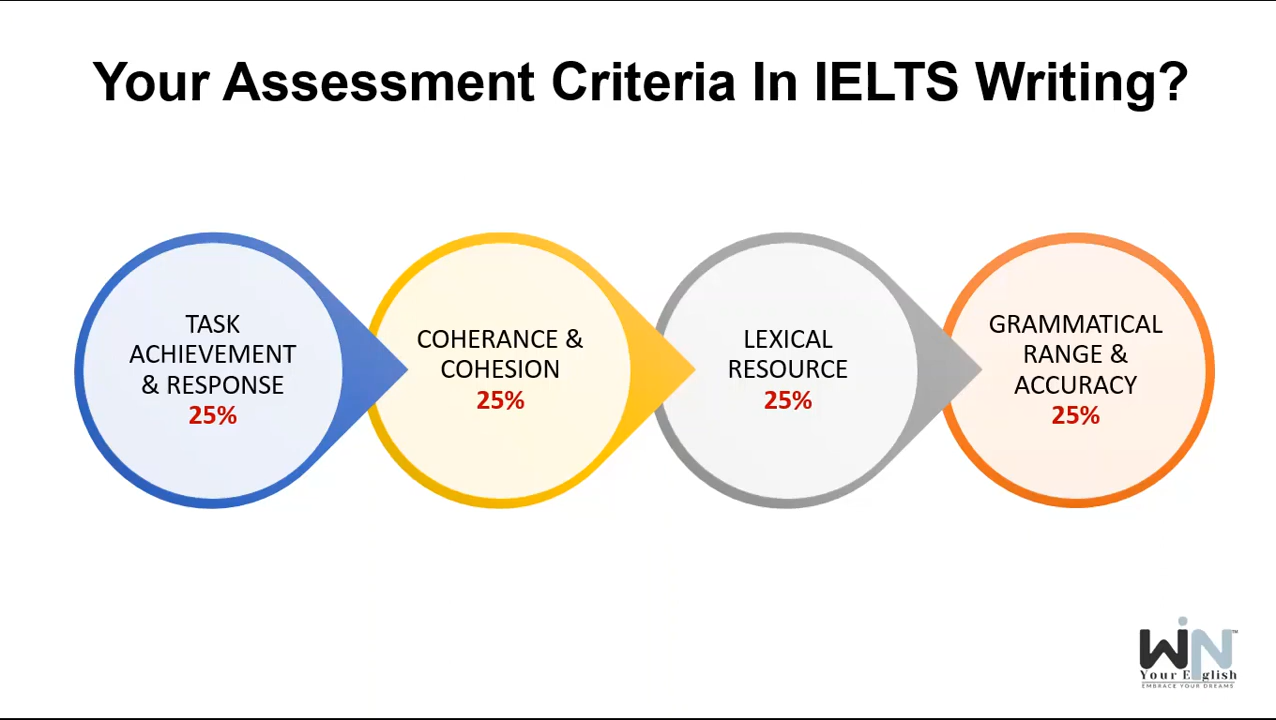 Your Assessment Criteria In IELTS Writing?
TASK
ACHIEVEMENT
& RESPONSE
25%
COHERANCE &
COHESION
25%
LEXICAL
RESOURCE
25%
GRAMMATICAL
RANGE &
ACCURACY
25%
WiN™
Your English
EMBRACE YOUR DREAMS